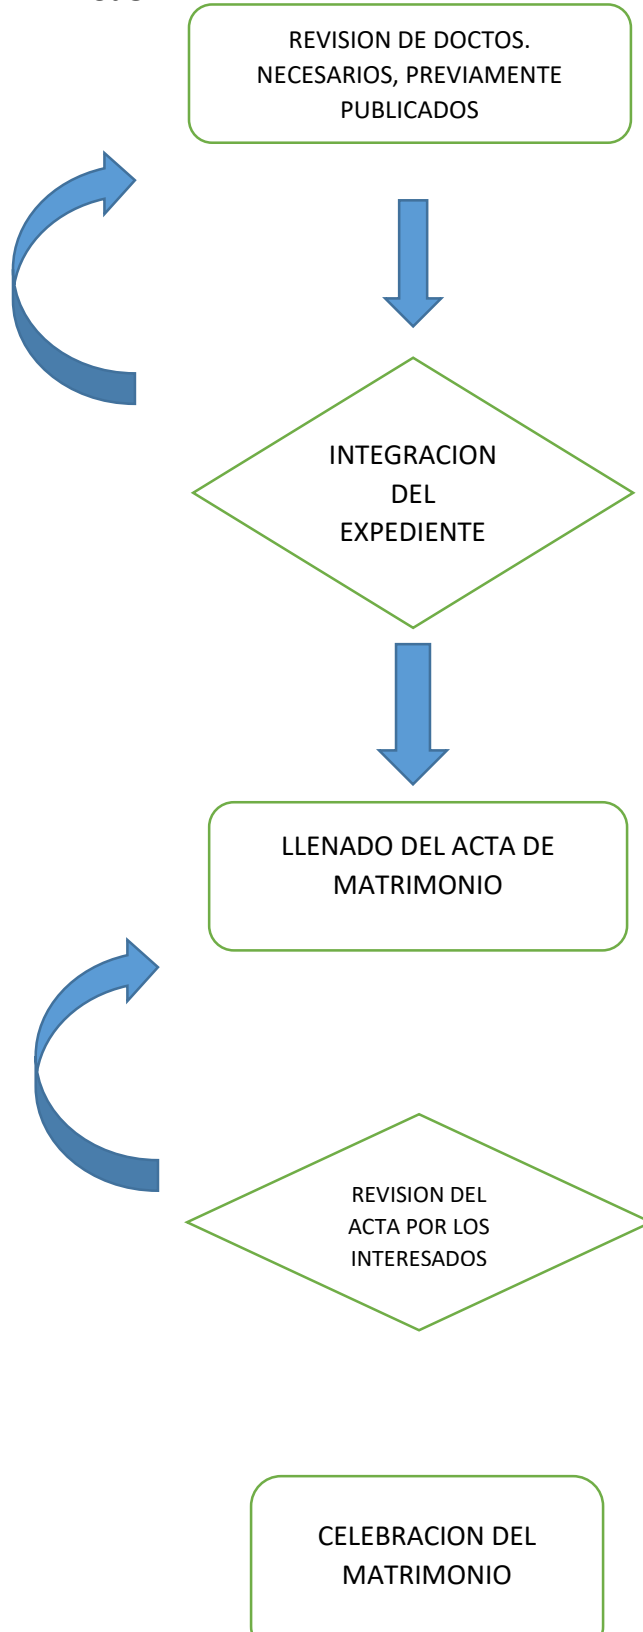 REVISION DE DOCTOS.
NECESARIOS, PREVIAMENTE
PUBLICADOS
INTEGRACION
DEL
EXPEDIENTE
LLENADO DEL ACTA DE
MATRIMONIO
REVISION DEL
ACTA POR LOS
INTERESADOS
CELEBRACION DEL
MATRIMONIO